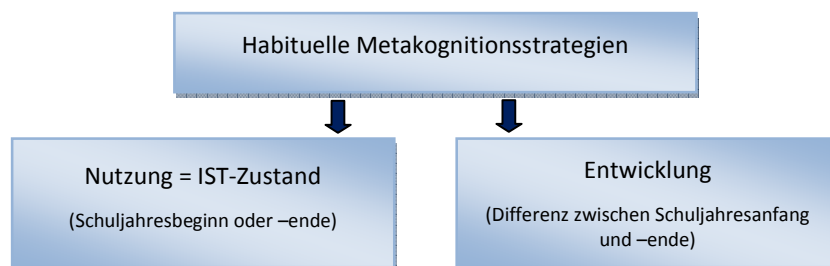 Habituelle Metakognitionsstrategien
Nutzung = IST-Zustand
(Schuljahresbeginn oder –ende)
Entwicklung
(Differenz zwischen Schuljahresanfang
und –ende)